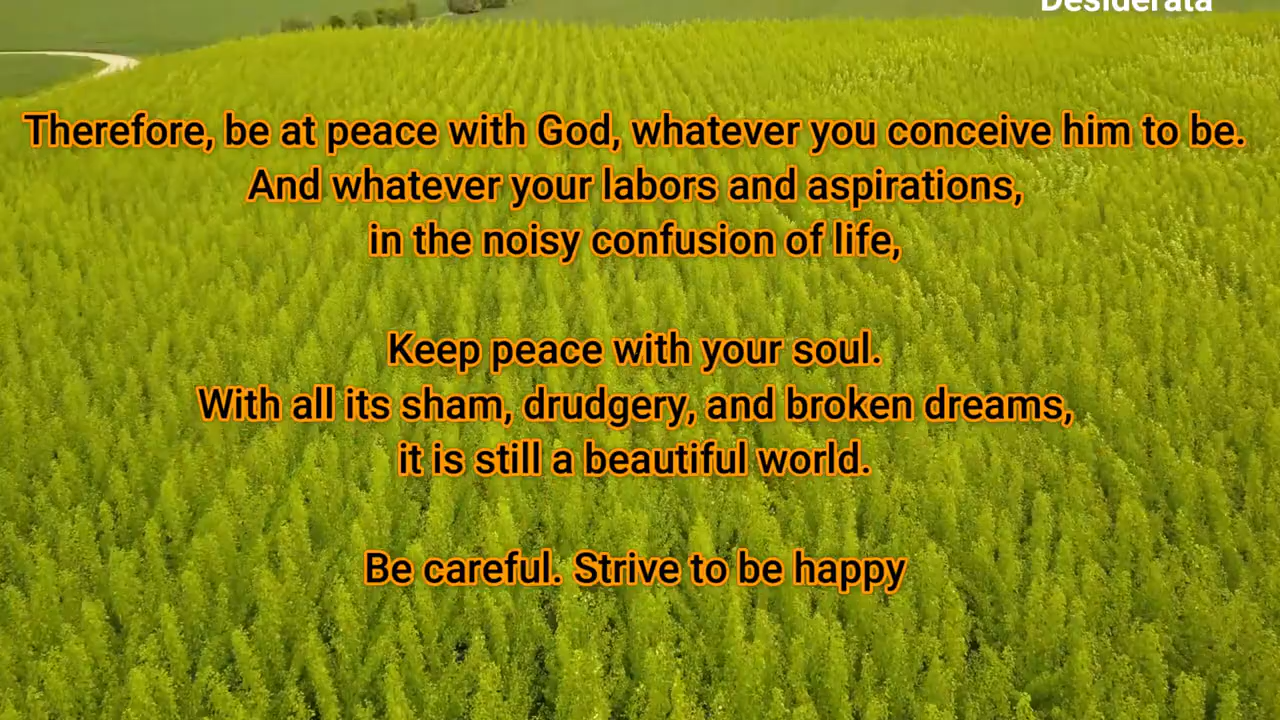 Desiderata
Therefore, be at peace with God, whatever you conceive him to be.
And whatever your labors and aspirations,
in the noisy confusion of life,
Keep peace with your soul.
With all its sham, drudgery, and broken dreams,
it is still a beautiful world.
Be careful. Strive to be happy